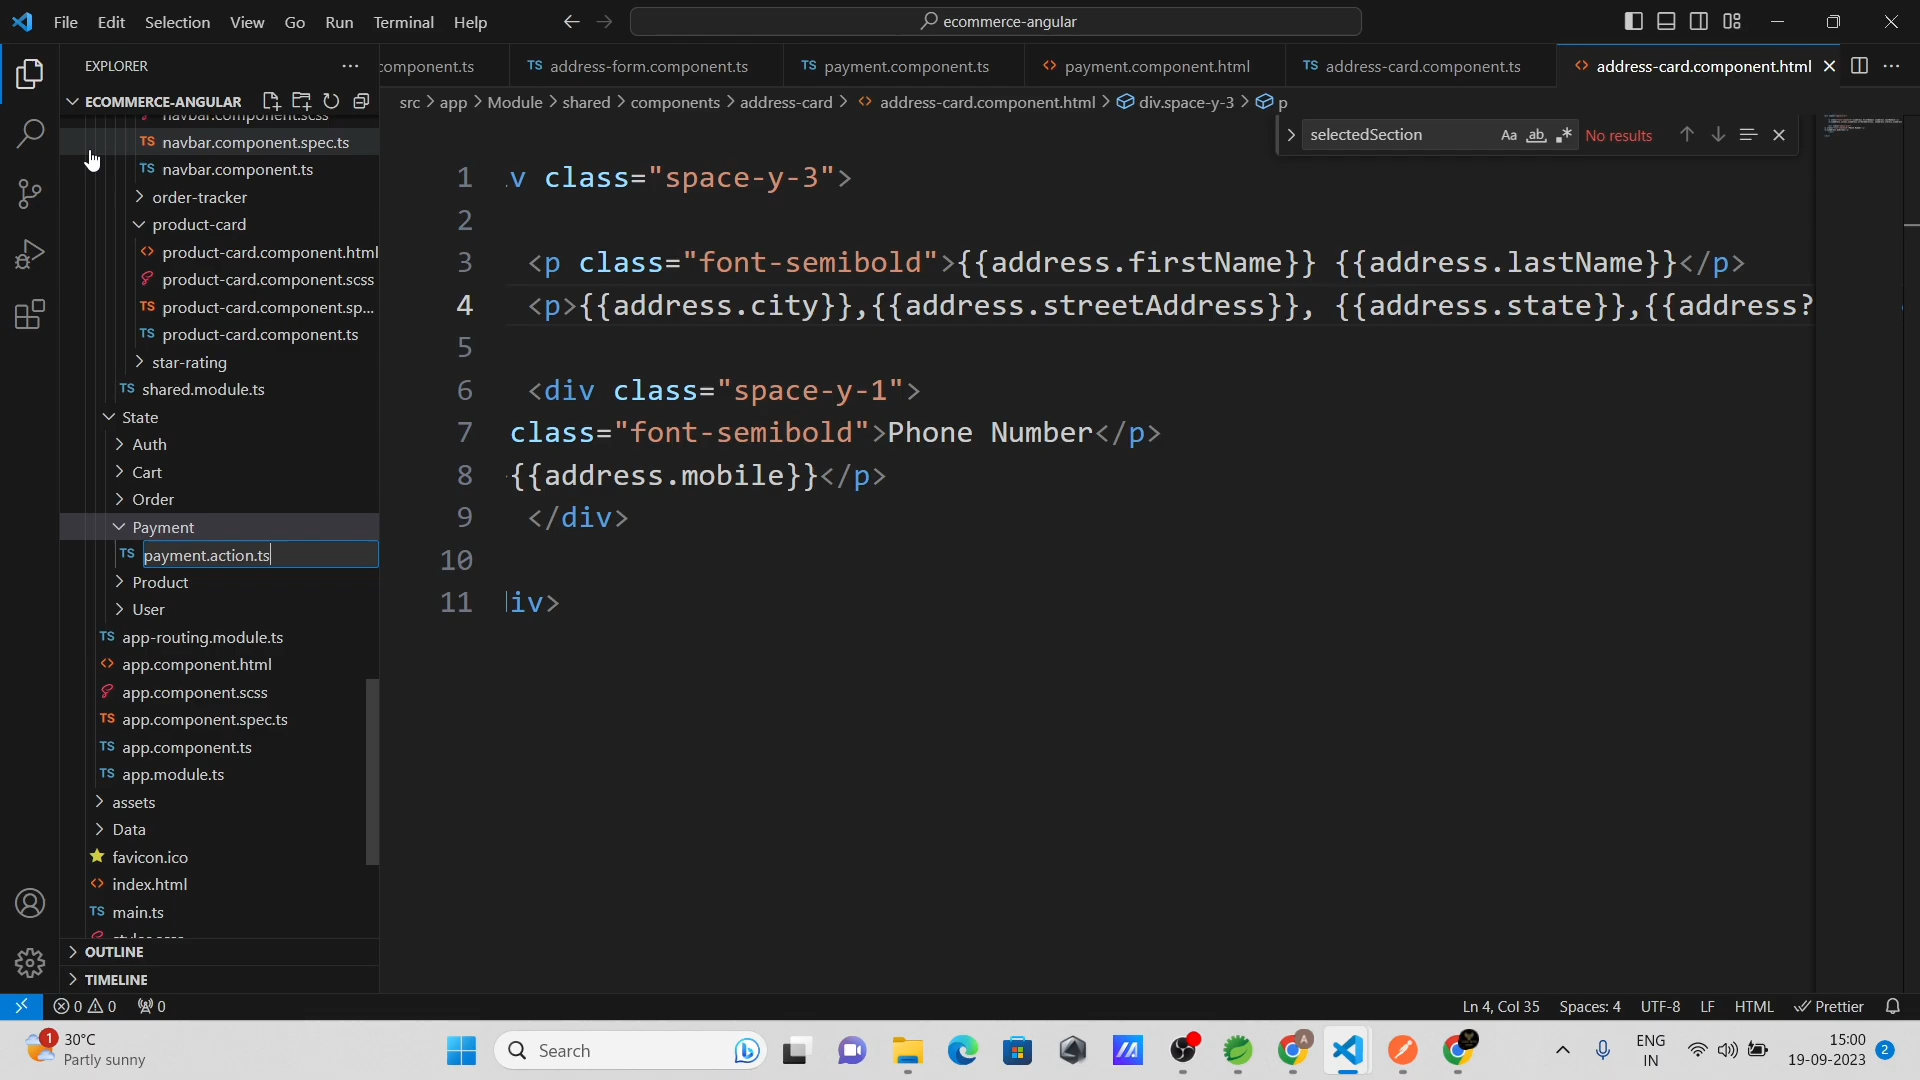 File Edit Selection View Go Run Terminal Help
ecommerce-angular
EXPLORER
component.ts
address-form.component.ts
payment.component.ts
payment.component.html
address-card.component.ts
address-card.component.html
ECOMMERCE-ANGULAR
src > app > Module > shared > components > address-card > address-card.component.html > div.space-y-3 > p
selectedSection
Aa ab .* No results
navbar.component.scss
TS navbar.component.spec.ts
TS navbar.component.ts
order-tracker
product-card
product-card.component.html
product-card.component.scss
TS product-card.component.sp...
TS product-card.component.ts
star-rating
TS shared.module.ts
State
Auth
Cart
Order
Payment
TS payment.action.ts
Product
User
TS app-routing.module.ts
app.component.html
app.component.scss
TS app.component.spec.ts
TS app.component.ts
TS app.module.ts
assets
Data
favicon.ico
index.html
TS main.ts
OUTLINE
TIMELINE
1 v class="space-y-3">
2
3 <p class="font-semibold">{{address.firstName}} {{address.lastName}}</p>
4 <p>{{address.city}},{{address.streetAddress}}, {{address.state}},{{address?
5
6 <div class="space-y-1">
7 class="font-semibold">Phone Number</p>
8 {{address.mobile}}</p>
9 </div>
10
11 iv>
0 0 0
Ln 4, Col 35 Spaces: 4 UTF-8 LF HTML Prettier
1 30°C
Partly sunny
Search
A
ENG
IN
15:00
19-09-2023
2